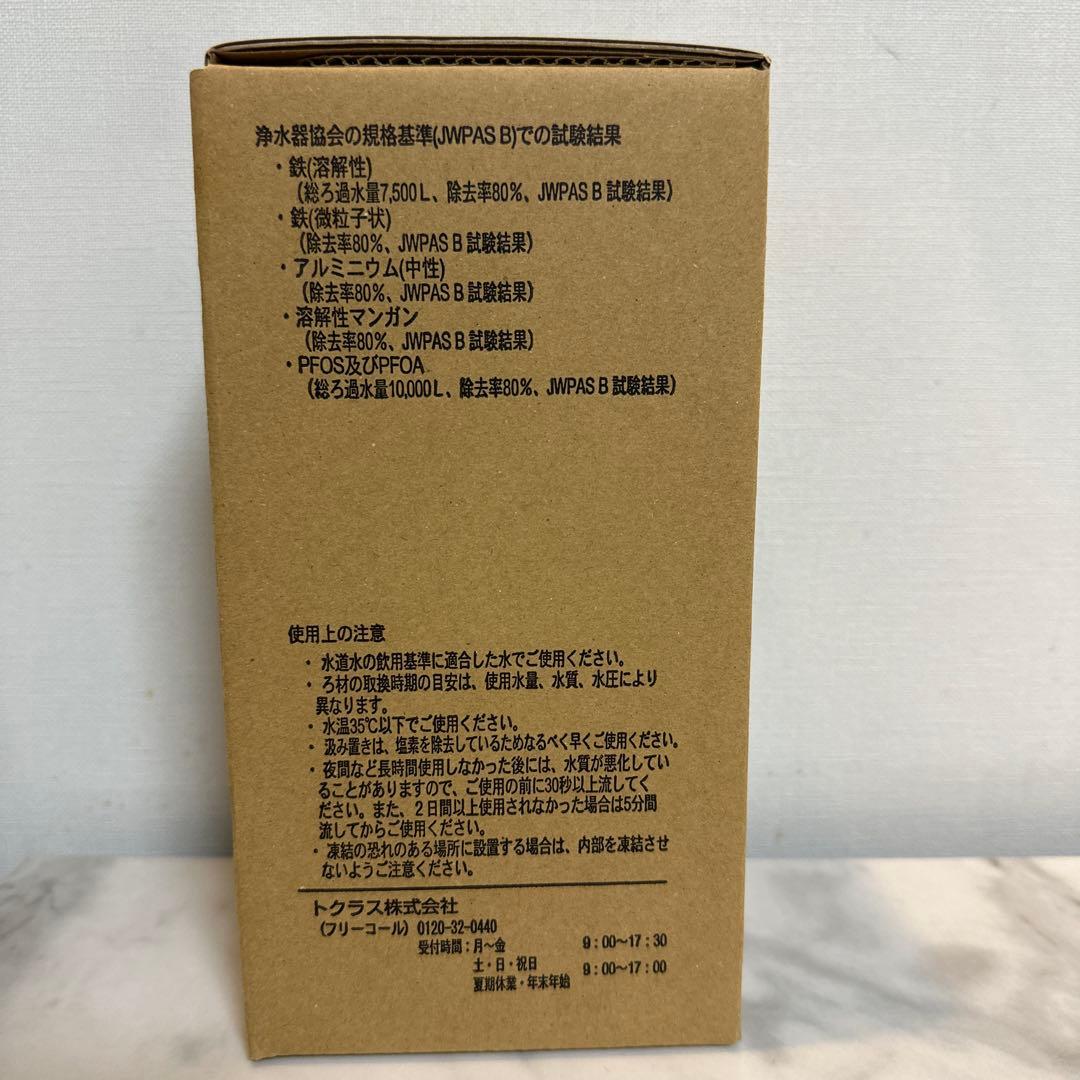 浄水器協会の規格基準(JWPAS B)での試験結果
・鉄(溶解性)
(総ろ過水量7,500L、除去率80%、JWPAS B 試験結果)
・鉄(微粒子状)
(除去率80%、JWPAS B 試験結果)
・アルミニウム(中性)
(除去率80%、JWPAS B 試験結果)
・溶解性マンガン
(除去率80%、JWPAS B 試験結果)
・PFOS及びPFOA
(総ろ過水量10,000L、除去率80%、JWPAS B 試験結果)
使用上の注意
・水道水の飲用基準に適合した水でご使用ください。
・ろ材の取換時期の目安は、使用水量、水質、水圧により
異なります。
・水温35℃以下でご使用ください。
・汲み置きは、塩素を除去しているためなるべく早くご使用ください。
・夜間など長時間使用しなかった後には、水質が悪化してい
ることがありますので、ご使用の前に30秒以上流してく
ださい。また、2日間以上使用されなかった場合は5分間
流してからご使用ください。
・凍結の恐れのある場所に設置する場合は、内部を凍結させ
ないようご注意ください。
トクラス株式会社
(フリーコール) 0120-32-0440
受付時間:月~金 9:00~17:30
土・日・祝日 9:00~17:00
夏期休業・年末年始